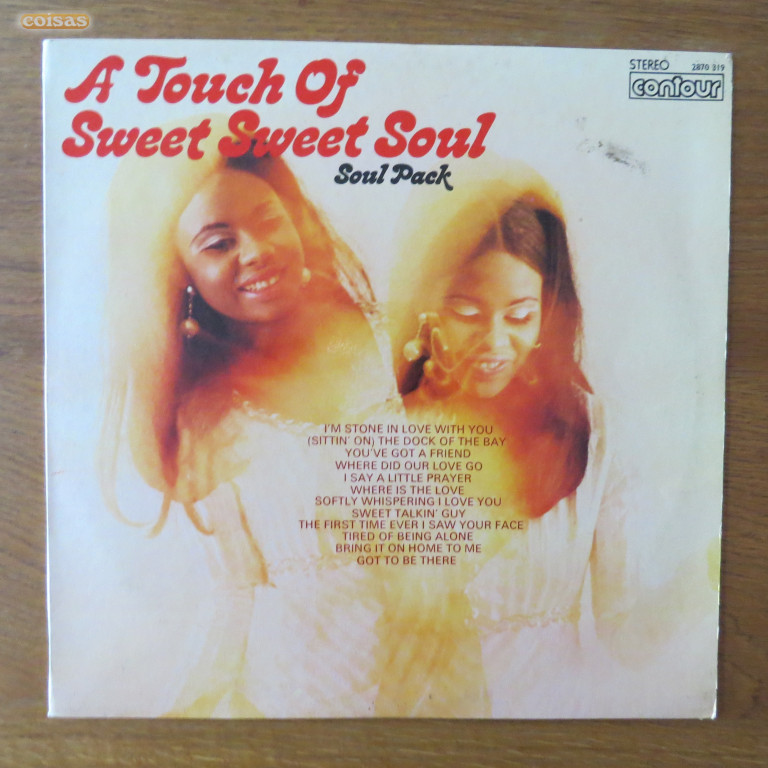 coisas
A Touch Of
Sweet Sweet Soul
Soul Pack
STEREO 2870 319
contour
I'M STONE IN LOVE WITH YOU
(SITTIN' ON) THE DOCK OF THE BAY
YOU'VE GOT A FRIEND
WHERE DID OUR LOVE GO
I SAY A LITTLE PRAYER
WHERE IS THE LOVE
SOFTLY WHISPERING I LOVE YOU
SWEET TALKIN' GUY
THE FIRST TIME EVER I SAW YOUR FACE
TIRED OF BEING ALONE
BRING IT ON HOME TO ME
GOT TO BE THERE